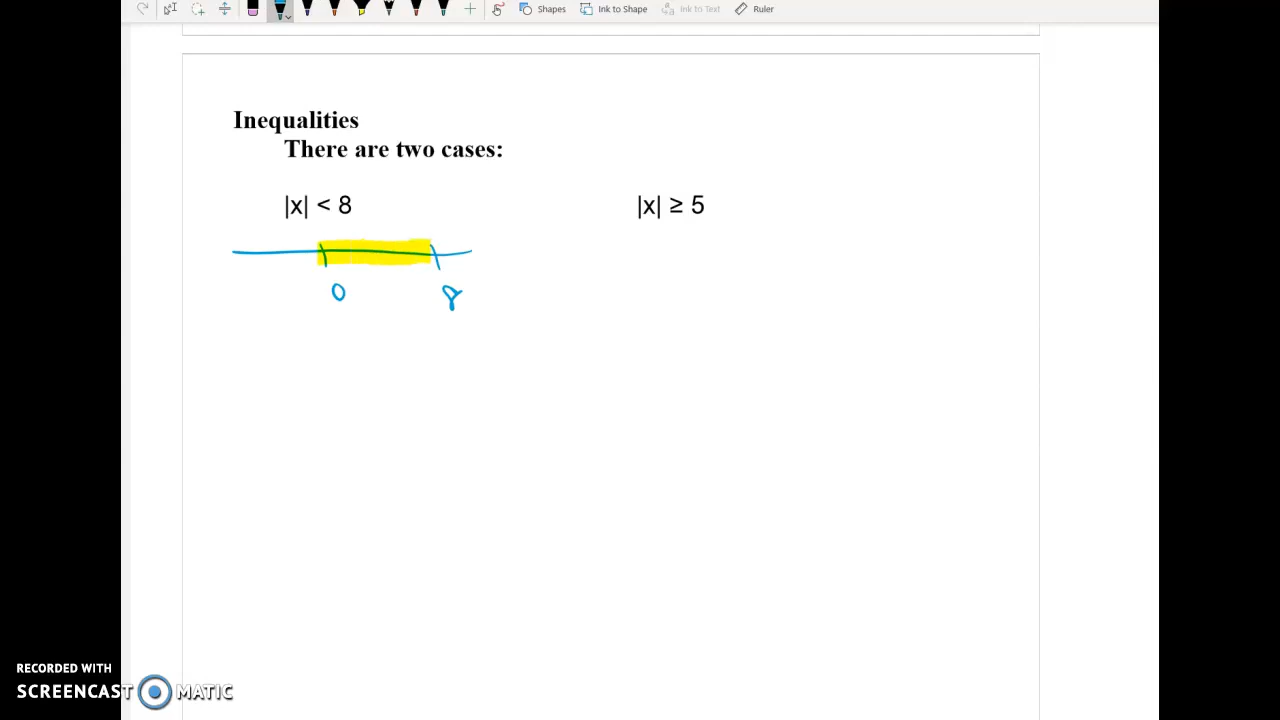 Shapes Ink to Shape Ink to Text Ruler
Inequalities
There are two cases:
|x| < 8 |x| ≥ 5
0 8
RECORDED WITH
SCREENCAST MATIC